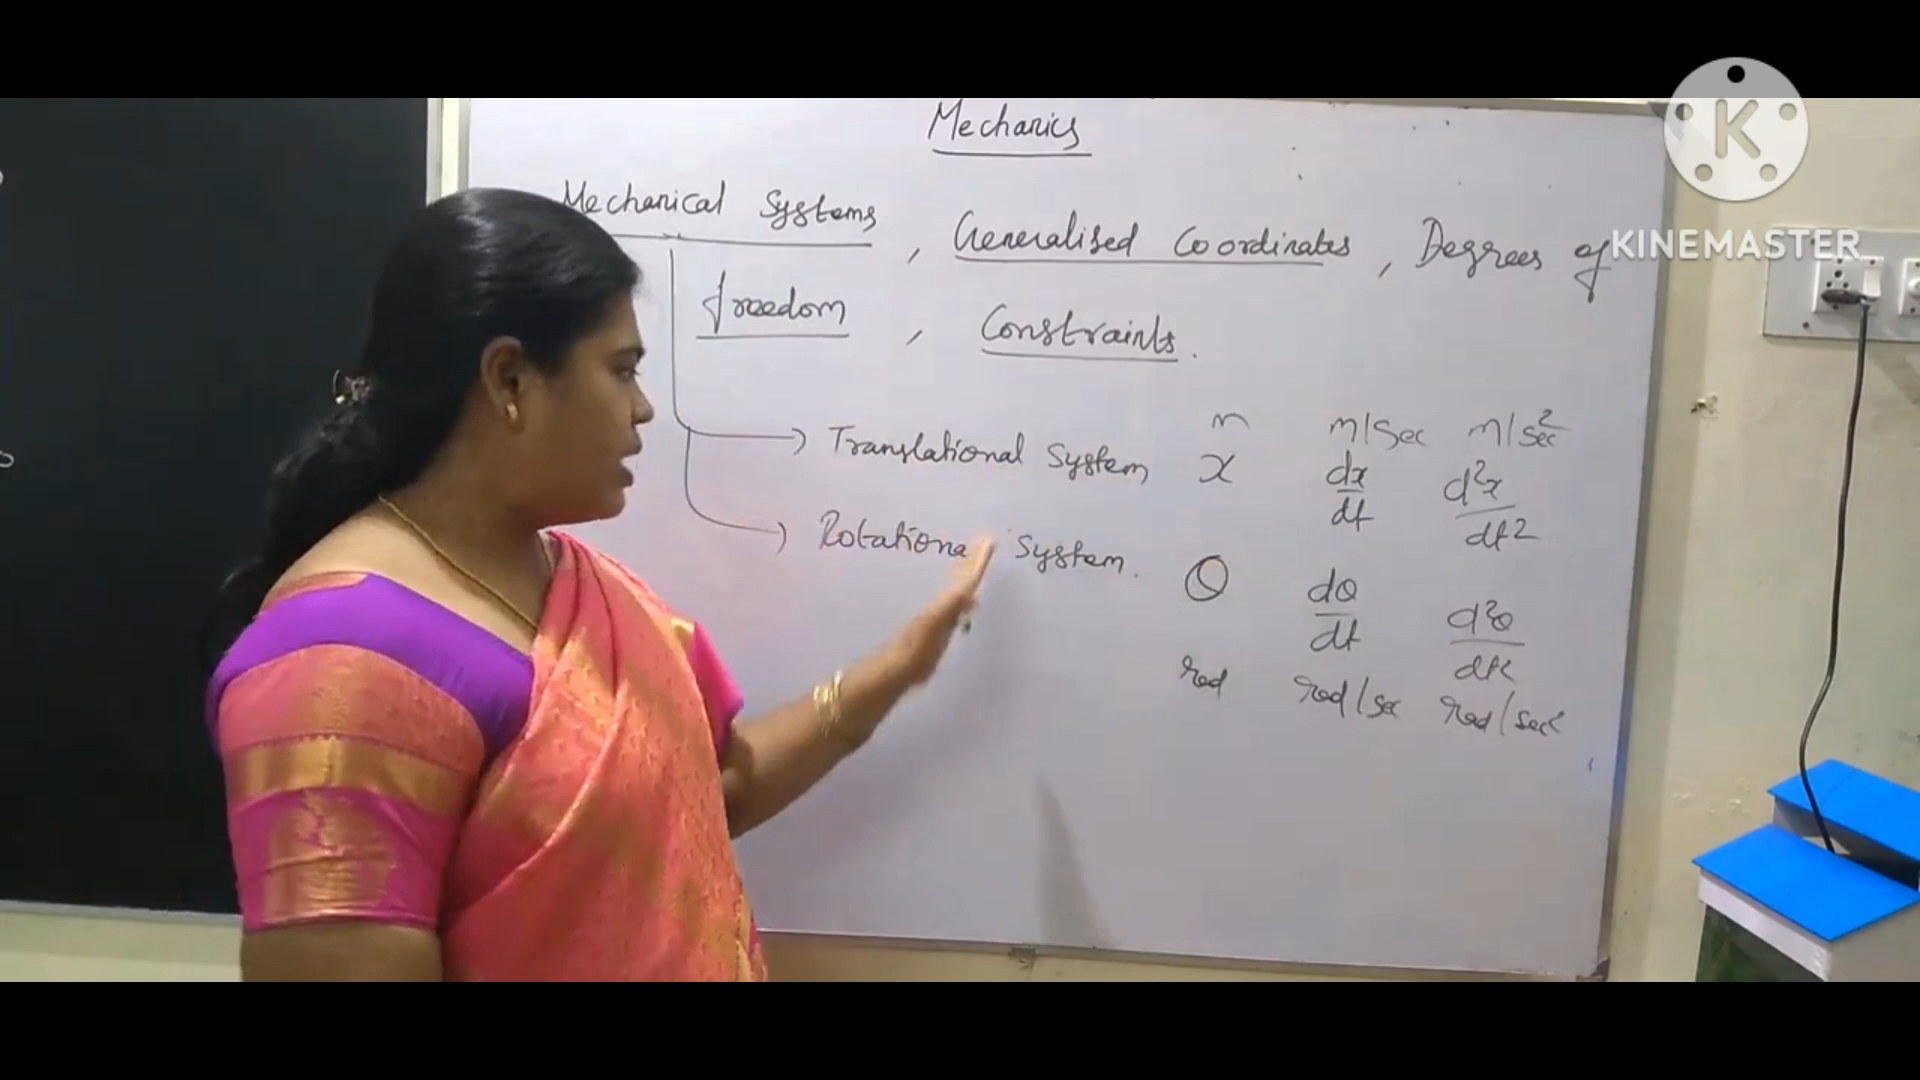 Mechanics
Mechanical Systems, Generalised Coordinates, Degrees of
freedom, Constraints.
m m/sec m/sec²
Translational System x dx/dt d²x/dt²
Rotational System. θ dθ/dt d²θ/dt²
rad rad/sec rad/sec²
K
KINEMASTER